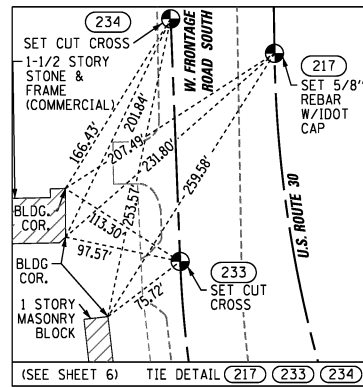 234
SET CUT CROSS
1-1/2 STORY
STONE &
FRAME
(COMMERCIAL)
W. FRONTAGE
ROAD SOUTH
217
SET 5/8"
REBAR
W/IDOT
CAP
166.43'
201.84'
207.49'
231.80'
259.58'
253.57'
U.S. ROUTE 30
BLDG.
COR.
113.30'
97.57'
75.72'
BLDG
COR.
1 STORY
MASONRY
BLOCK
233
SET CUT
CROSS
(SEE SHEET 6) TIE DETAIL 217 233 234